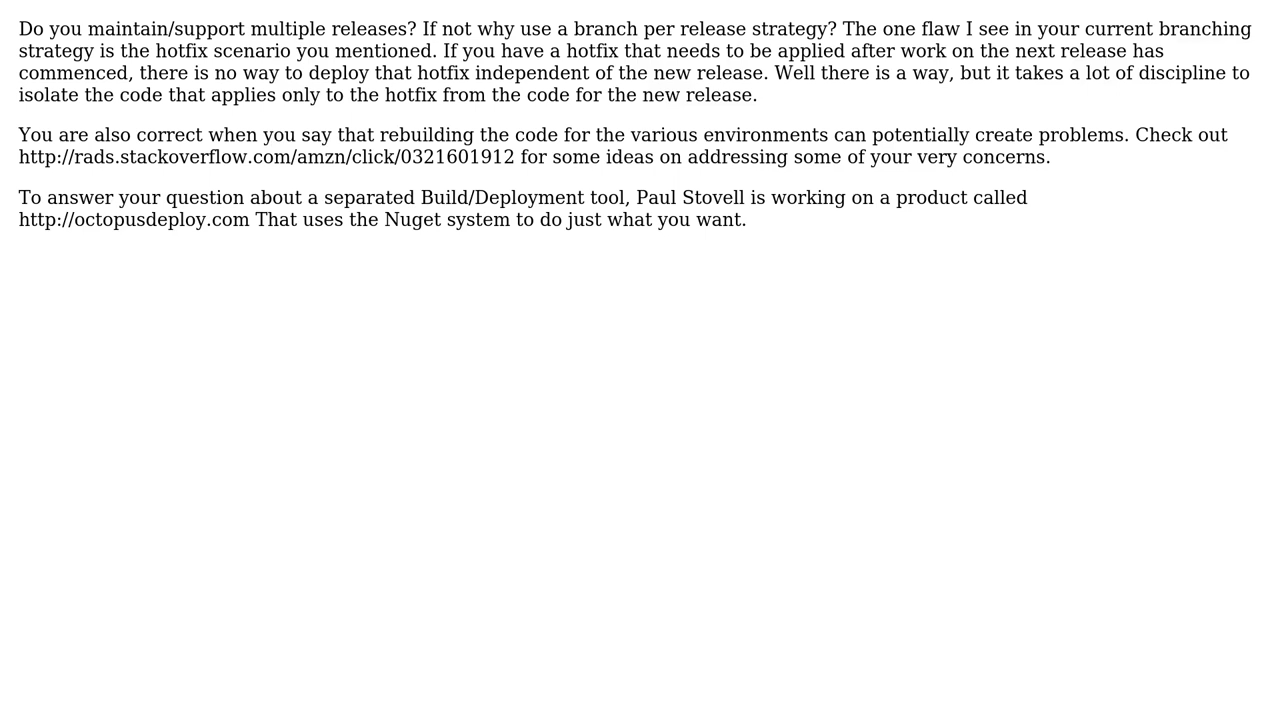 Do you maintain/support multiple releases? If not why use a branch per release strategy? The one flaw I see in your current branching
strategy is the hotfix scenario you mentioned. If you have a hotfix that needs to be applied after work on the next release has
commenced, there is no way to deploy that hotfix independent of the new release. Well there is a way, but it takes a lot of discipline to
isolate the code that applies only to the hotfix from the code for the new release.
You are also correct when you say that rebuilding the code for the various environments can potentially create problems. Check out
http://rads.stackoverflow.com/amzn/click/0321601912 for some ideas on addressing some of your very concerns.
To answer your question about a separated Build/Deployment tool, Paul Stovell is working on a product called
http://octopusdeploy.com That uses the Nuget system to do just what you want.